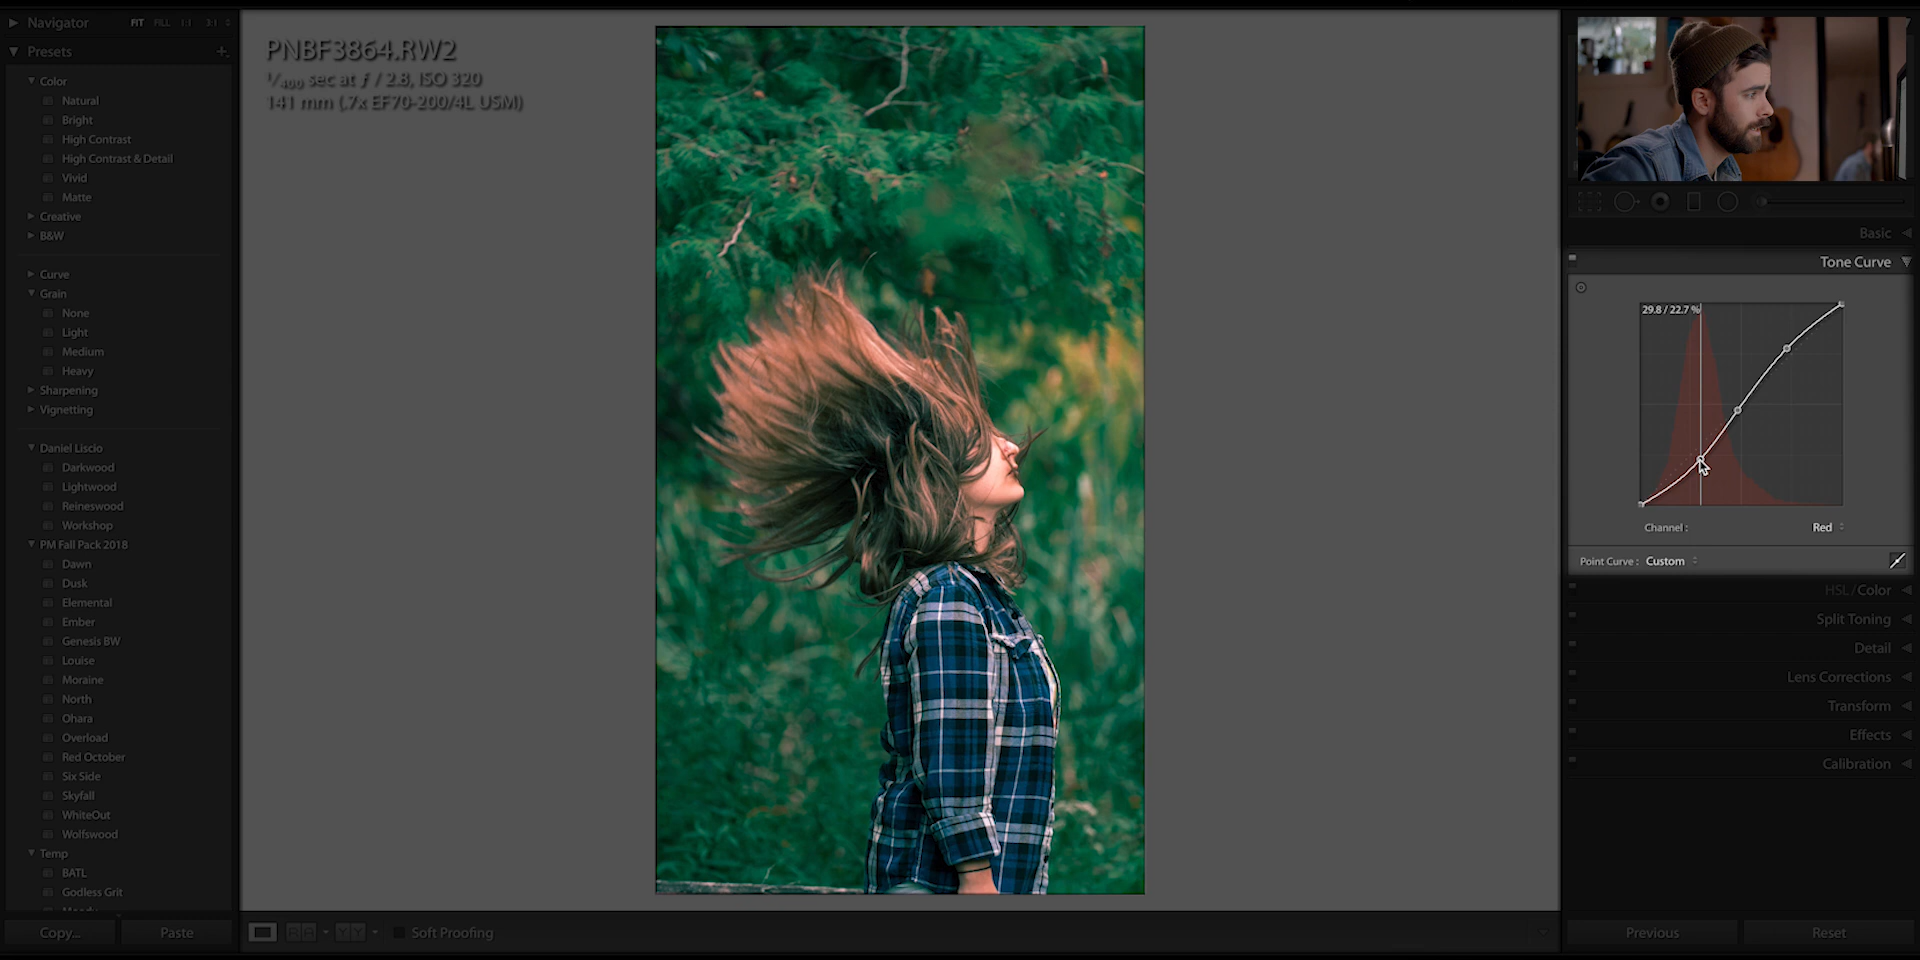 Navigator FIT FILL 1:1 3:1
Presets
Color
Natural
Bright
High Contrast
High Contrast & Detail
Vivid
Matte
Creative
B&W
Curve
Grain
None
Light
Medium
Heavy
Sharpening
Vignetting
Daniel Liscio
Darkwood
Lightwood
Reineswood
Workshop
PM Fall Pack 2018
Dawn
Dusk
Elemental
Ember
Genesis BW
Louise
Moraine
North
Ohara
Overload
Red October
Six Side
Skyfall
WhiteOut
Wolfswood
Temp
BATL
Godless Grit
Copy... Paste
PNBF3864.RW2
1/400 sec at ƒ / 2.8, ISO 320
141 mm (.7x EF70-200/4L USM)
Soft Proofing
Basic
Tone Curve
29.8 / 22.7 %
Channel : Red
Point Curve : Custom
HSL / Color
Split Toning
Detail
Lens Corrections
Transform
Effects
Calibration
Previous Reset